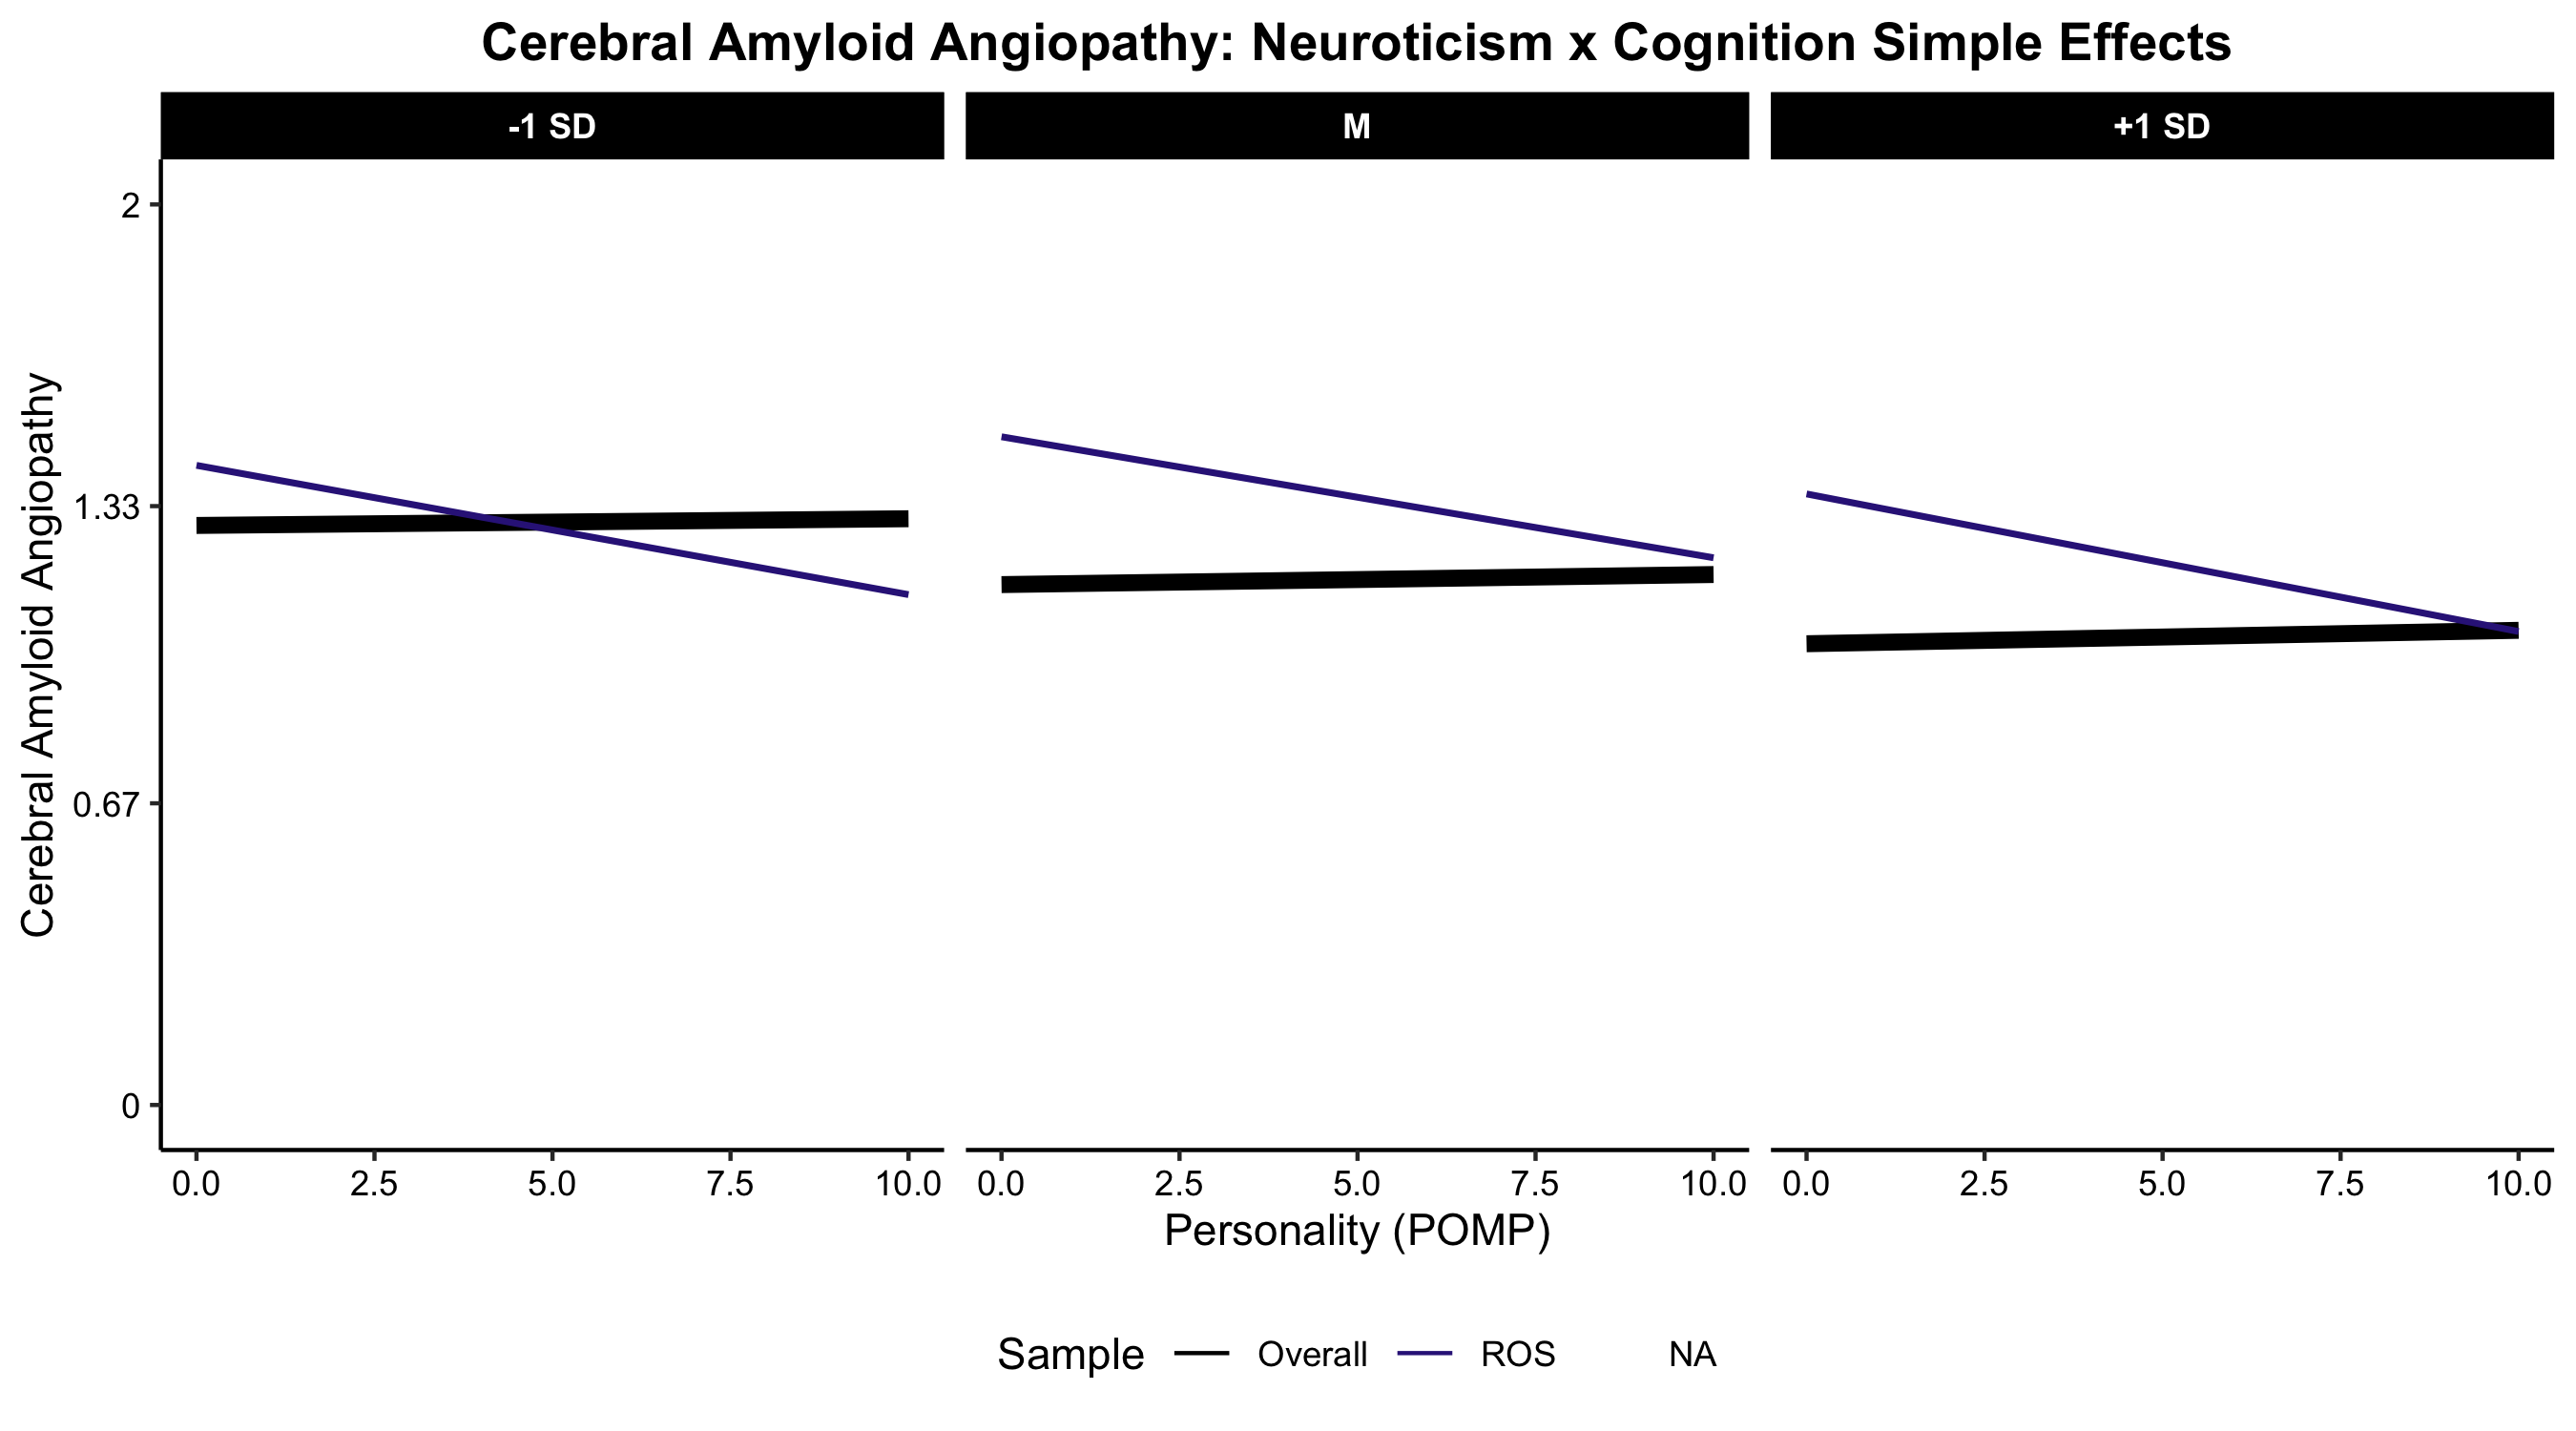 Cerebral Amyloid Angiopathy: Neuroticism x Cognition Simple Effects
-1 SD
M
+1 SD
Cerebral Amyloid Angiopathy
2
1.33
0.67
0
0.0 2.5 5.0 7.5 10.0
0.0 2.5 5.0 7.5 10.0
0.0 2.5 5.0 7.5 10.0
Personality (POMP)
Sample Overall ROS NA